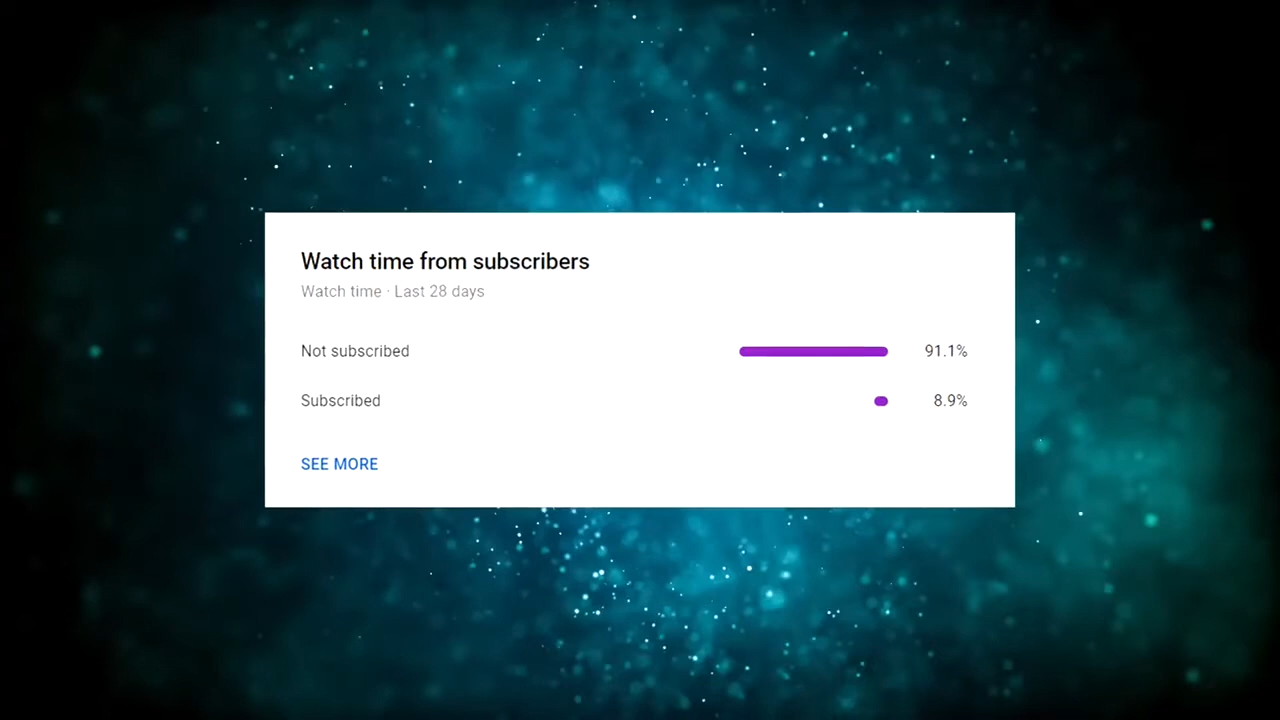 Watch time from subscribers
Watch time · Last 28 days
Not subscribed 91.1%
Subscribed 8.9%
SEE MORE